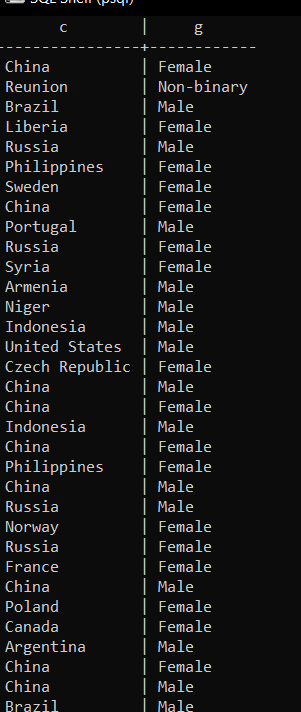 SQL Shell (psql)
c | g
----------------+------------
China | Female
Reunion | Non-binary
Brazil | Male
Liberia | Female
Russia | Male
Philippines | Female
Sweden | Female
China | Female
Portugal | Male
Russia | Female
Syria | Female
Armenia | Male
Niger | Male
Indonesia | Male
United States | Male
Czech Republic | Female
China | Male
China | Female
Indonesia | Male
China | Female
Philippines | Female
China | Male
Russia | Male
Norway | Female
Russia | Female
France | Female
China | Male
Poland | Female
Canada | Female
Argentina | Male
China | Female
China | Male
Brazil | Male